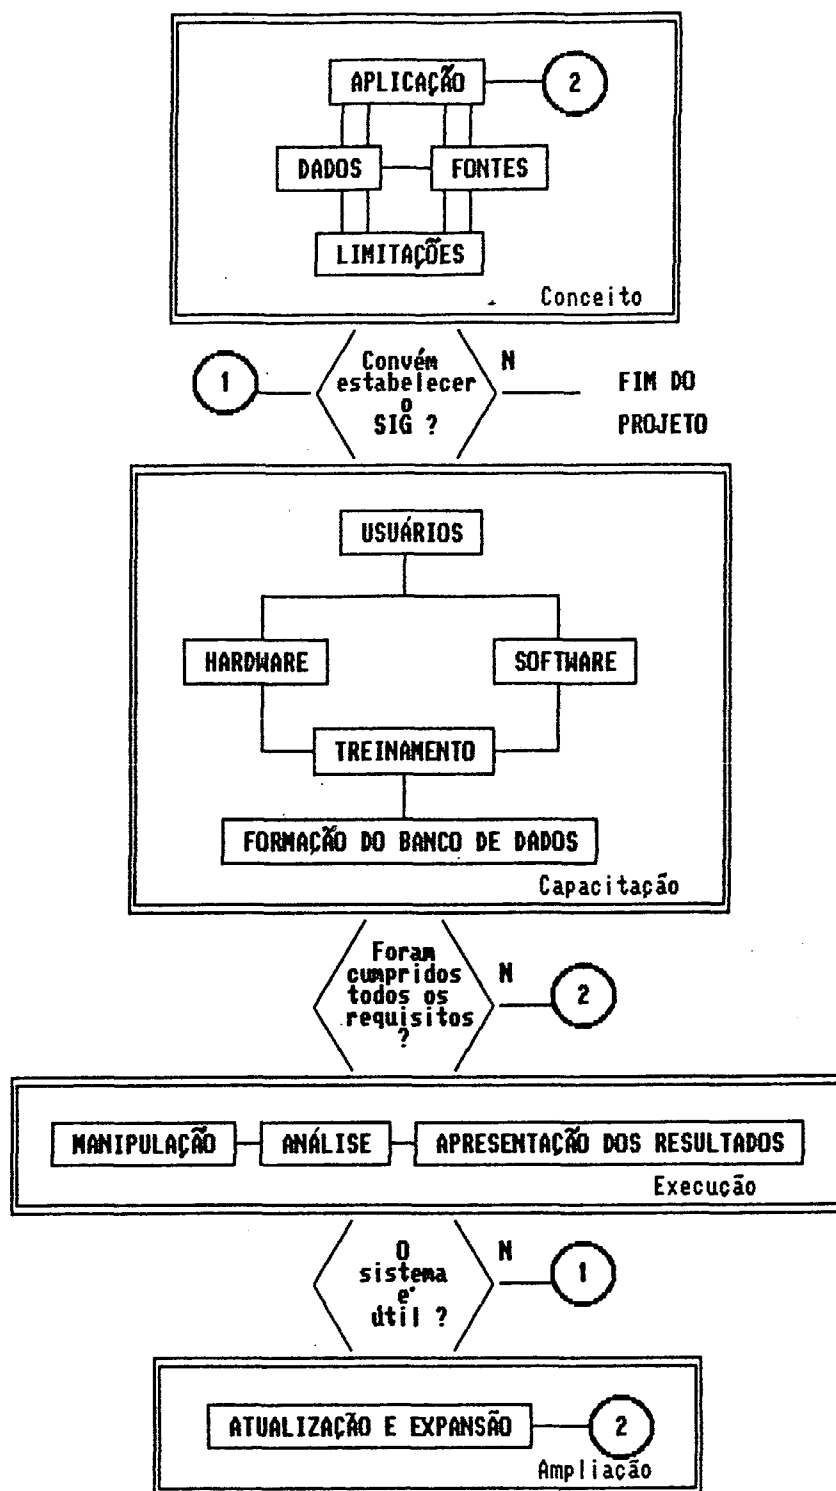 APLICAÇÃO 2
DADOS FONTES
LIMITAÇÕES
Conceito
1 Convém N
estabelecer FIM DO
o
SIG ? PROJETO
USUÁRIOS
HARDWARE SOFTWARE
TREINAMENTO
FORMAÇÃO DO BANCO DE DADOS
Capacitação
Foram N
cumpridos 2
todos os
requisitos
?
MANIPULAÇÃO ANÁLISE APRESENTAÇÃO DOS RESULTADOS
Execução
O N
sistema 1
e
útil ?
ATUALIZAÇÃO E EXPANSÃO 2
Ampliação